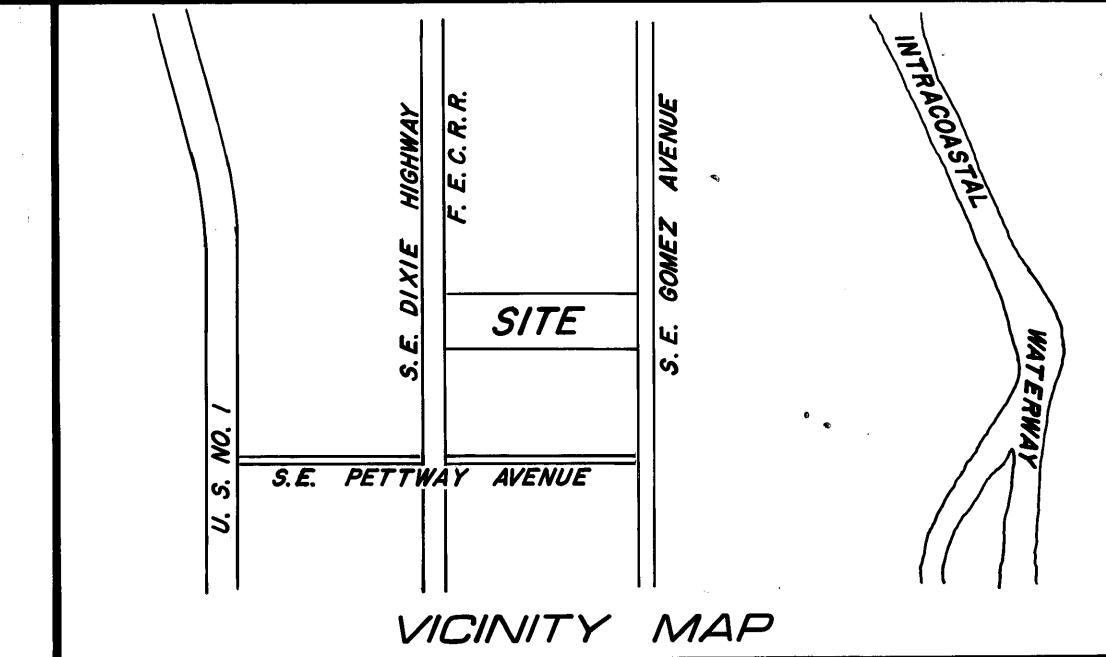 U. S. NO. 1
S.E. DIXIE HIGHWAY
F. E. C. R. R.
SITE
S. E. GOMEZ AVENUE
INTRACOASTAL
WATERWAY
S.E. PETTWAY AVENUE
VICINITY MAP